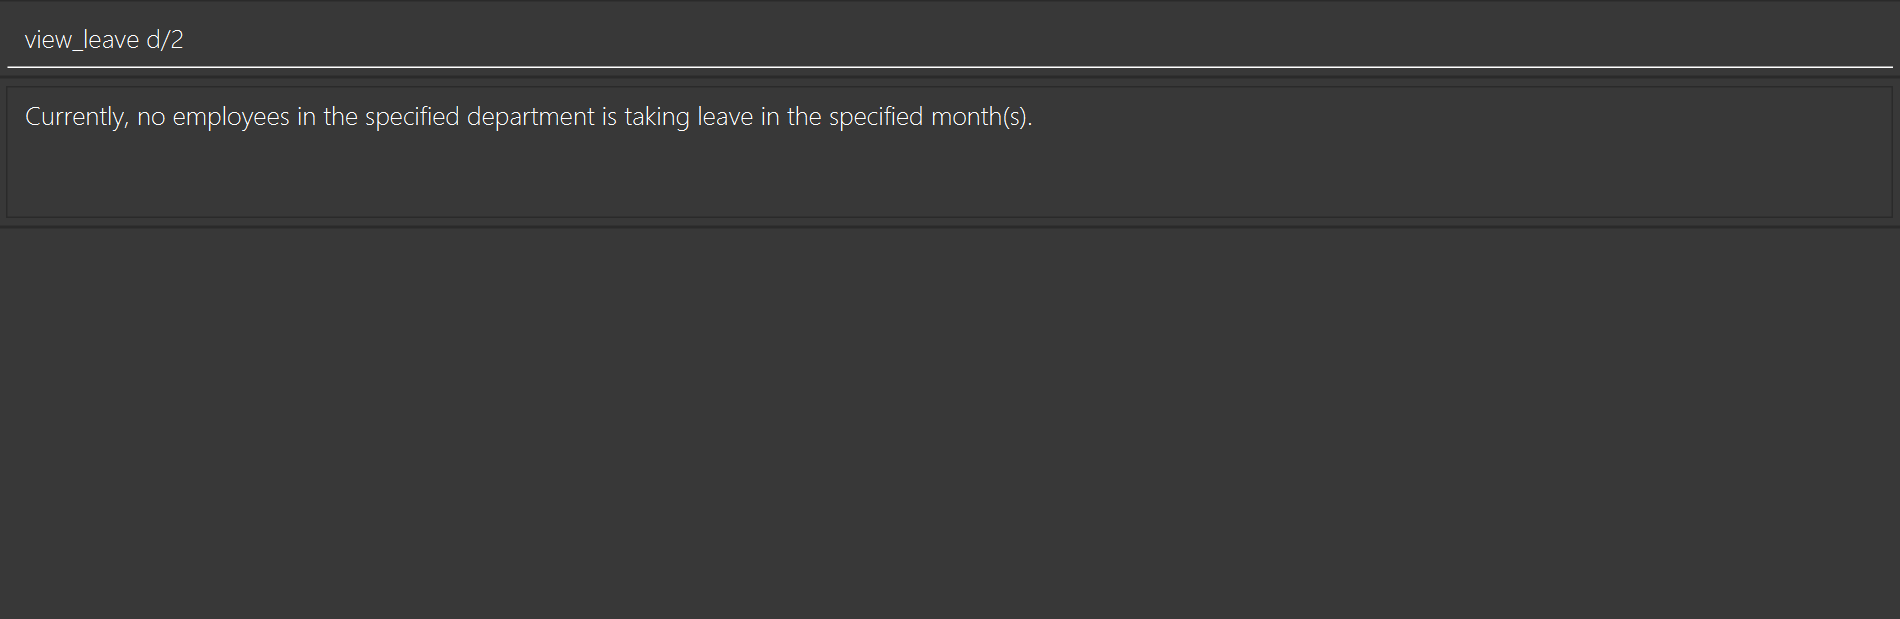 view_leave d/2
Currently, no employees in the specified department is taking leave in the specified month(s).